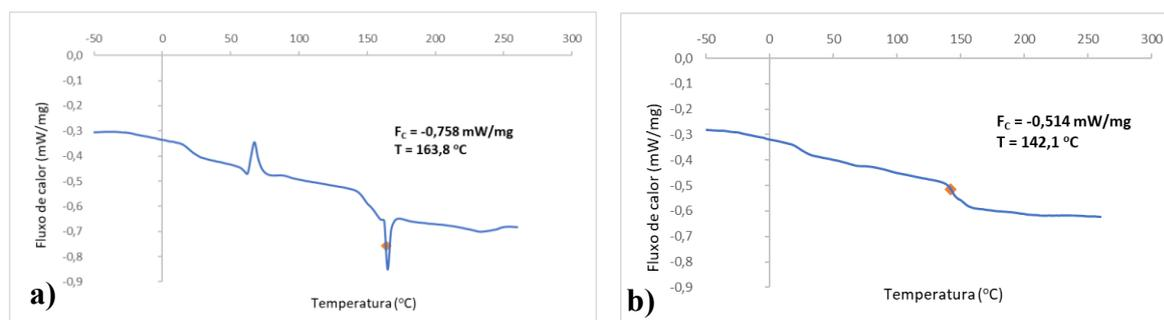 -50 0 50 100 150 200 250 300
0,0
-0,1
-0,2
-0,3
-0,4
-0,5
-0,6
-0,7
-0,8
-0,9
Fluxo de calor (mW/mg)
F_C = -0,758 mW/mg
T = 163,8 °C
Temperatura (°C)
a)
-50 0 50 100 150 200 250 300
0,0
-0,1
-0,2
-0,3
-0,4
-0,5
-0,6
-0,7
-0,8
-0,9
Fluxo de calor (mW/mg)
F_C = -0,514 mW/mg
T = 142,1 °C
Temperatura (°C)
b)